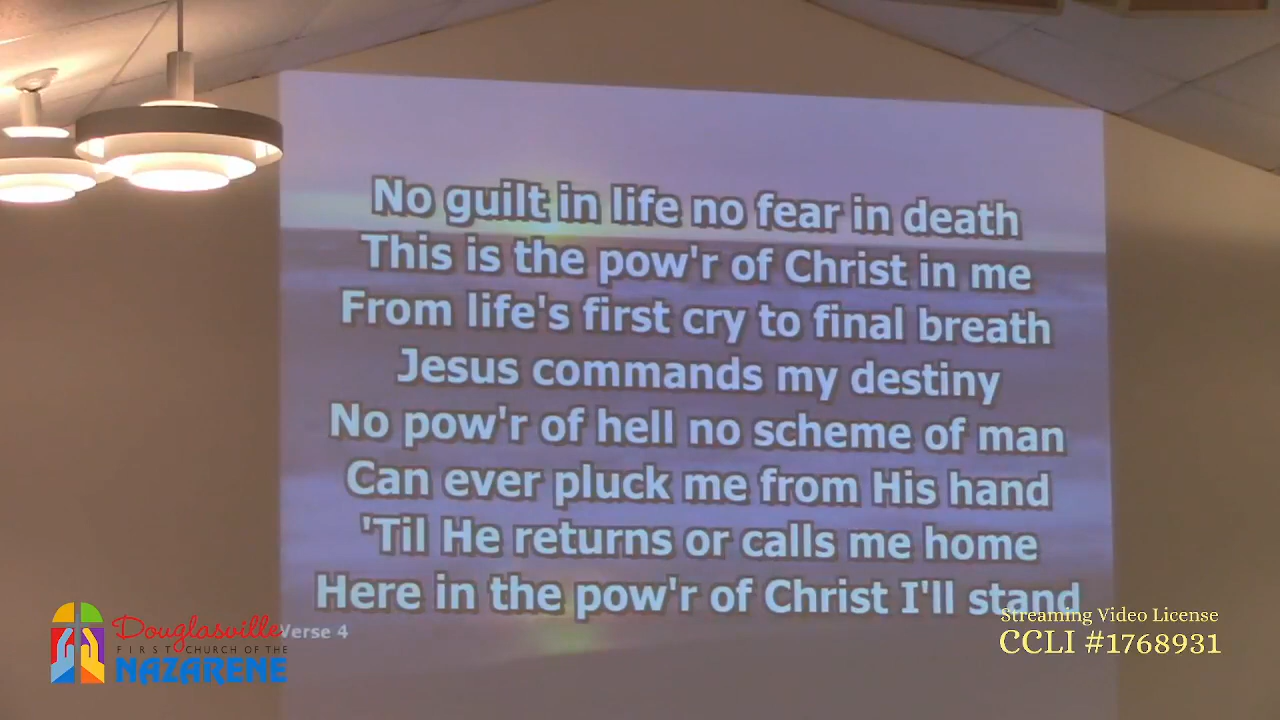 No guilt in life no fear in death
This is the pow'r of Christ in me
From life's first cry to final breath
Jesus commands my destiny
No pow'r of hell no scheme of man
Can ever pluck me from His hand
'Til He returns or calls me home
Here in the pow'r of Christ I'll stand
Verse 4
Douglasville
FIRST CHURCH OF THE
NAZARENE
Streaming Video License
CCLI #1768931